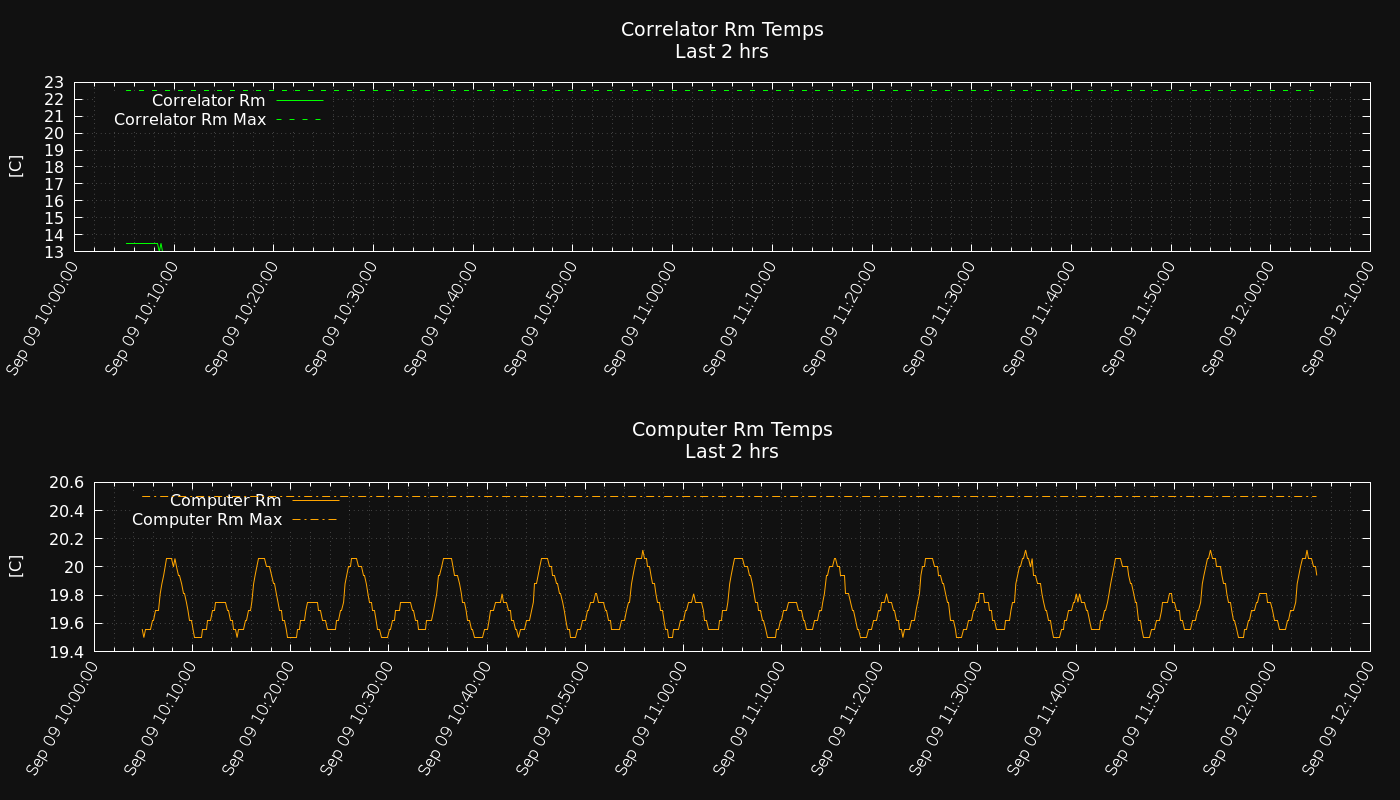 Correlator Rm Temps
Last 2 hrs
23
22
21
20
19
18
17
16
15
14
13
[C]
Correlator Rm
Correlator Rm Max
Sep 09 10:00:00
Sep 09 10:10:00
Sep 09 10:20:00
Sep 09 10:30:00
Sep 09 10:40:00
Sep 09 10:50:00
Sep 09 11:00:00
Sep 09 11:10:00
Sep 09 11:20:00
Sep 09 11:30:00
Sep 09 11:40:00
Sep 09 11:50:00
Sep 09 12:00:00
Sep 09 12:10:00
Computer Rm Temps
Last 2 hrs
20.6
20.4
20.2
20
19.8
19.6
19.4
[C]
Computer Rm
Computer Rm Max
Sep 09 10:00:00
Sep 09 10:10:00
Sep 09 10:20:00
Sep 09 10:30:00
Sep 09 10:40:00
Sep 09 10:50:00
Sep 09 11:00:00
Sep 09 11:10:00
Sep 09 11:20:00
Sep 09 11:30:00
Sep 09 11:40:00
Sep 09 11:50:00
Sep 09 12:00:00
Sep 09 12:10:00